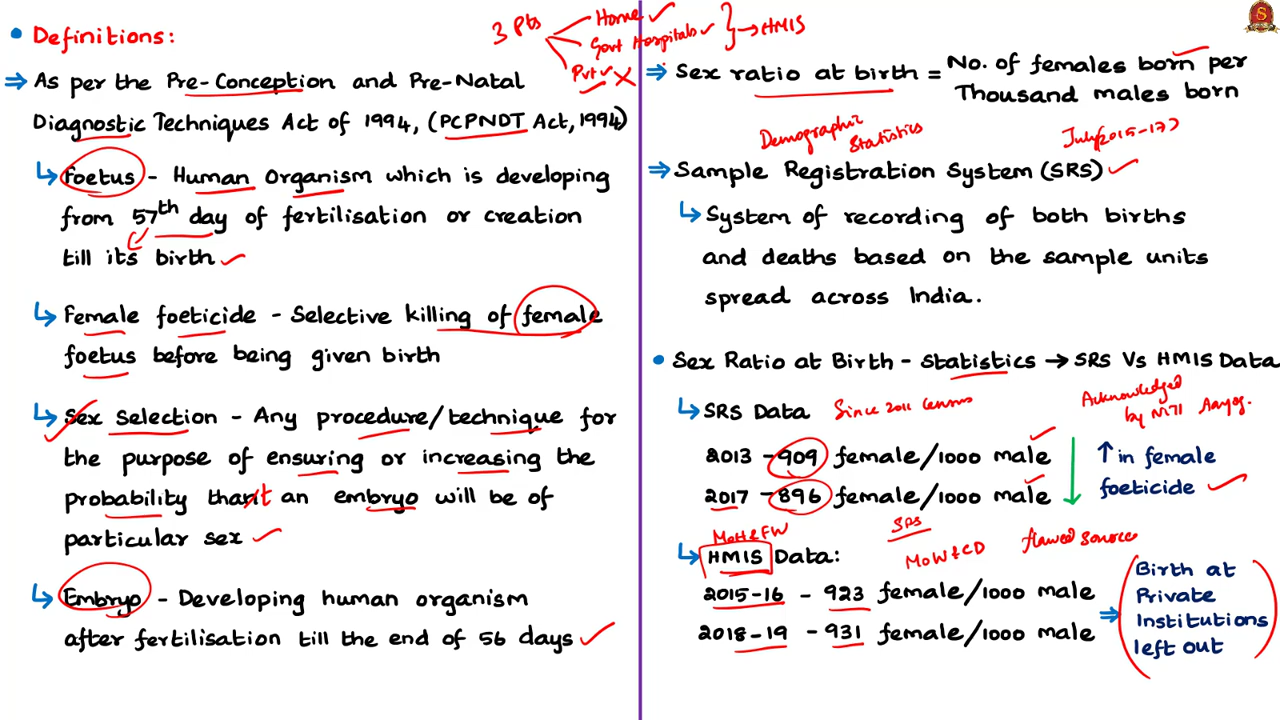 • Definitions:
⇒ As per the Pre-Conception and Pre-Natal
Diagnostic Techniques Act of 1994, (PCPNDT Act, 1994)
↳ Foetus - Human Organism which is developing
from 57th day of fertilisation or creation
till its birth ✓
↳ Female foeticide - Selective killing of female
foetus before being given birth
↳ Sex Selection - Any procedure/technique for
the purpose of ensuring or increasing the
probability than t an embryo will be of
particular sex ✓
↳ Embryo - Developing human organism
after fertilisation till the end of 56 days ✓
3 Pts
Home ✓
Govt Hospitals ✓
Pvt ✓ X
} → HMIS
⇒ Sex ratio at birth = No. of females born per
Thousand males born
Demographic
Statistics
July 2015-17
⇒ Sample Registration System (SRS) ✓
↳ System of recording of both births
and deaths based on the sample units
spread across India.
• Sex Ratio at Birth - Statistics → SRS Vs HMIS Data
↳ SRS Data Since 2011 Census
Acknowledged
by NITI Aayog.
2013 - 909 female/1000 male
2017 - 896 female/1000 male
↑ in female
foeticide ✓
MoH&FW
↳ HMIS Data:
SRS
MoW&CD
flawed sources
2015-16 - 923 female/1000 male
2018-19 - 931 female/1000 male
⇒ Birth at
Private
Institutions
left out
S